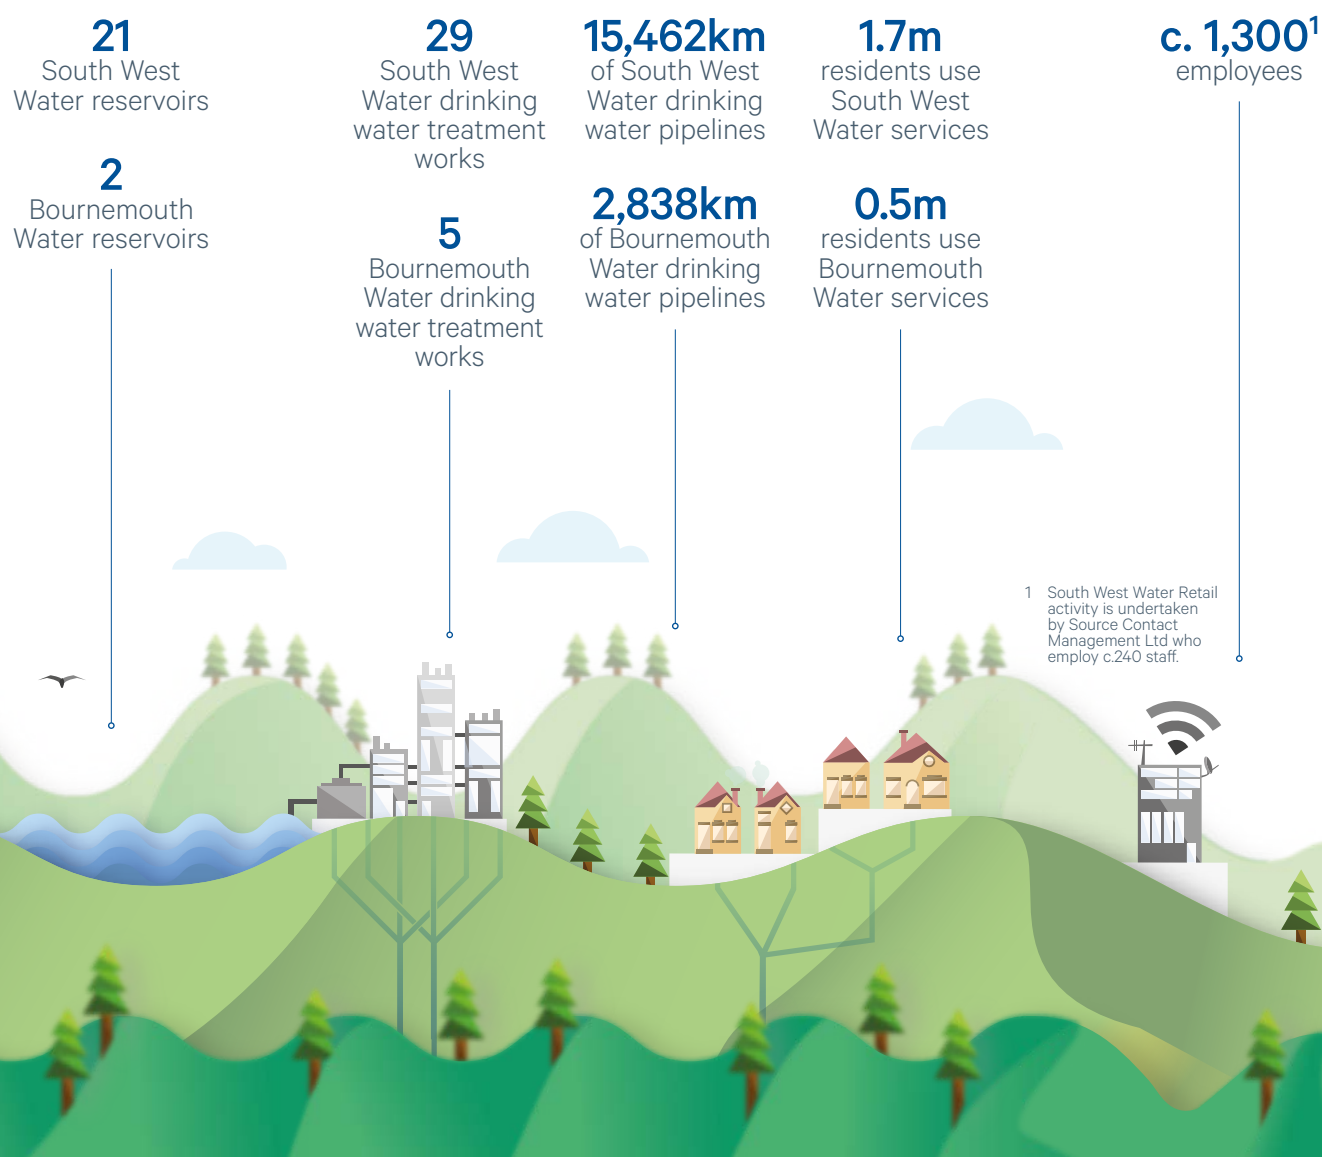 21
South West
Water reservoirs
2
Bournemouth
Water reservoirs
29
South West
Water drinking
water treatment
works
5
Bournemouth
Water drinking
water treatment
works
15,462km
of South West
Water drinking
water pipelines
2,838km
of Bournemouth
Water drinking
water pipelines
1.7m
residents use
South West
Water services
0.5m
residents use
Bournemouth
Water services
c. 1,300¹
employees
1 South West Water Retail
activity is undertaken
by Source Contact
Management Ltd who
employ c.240 staff.